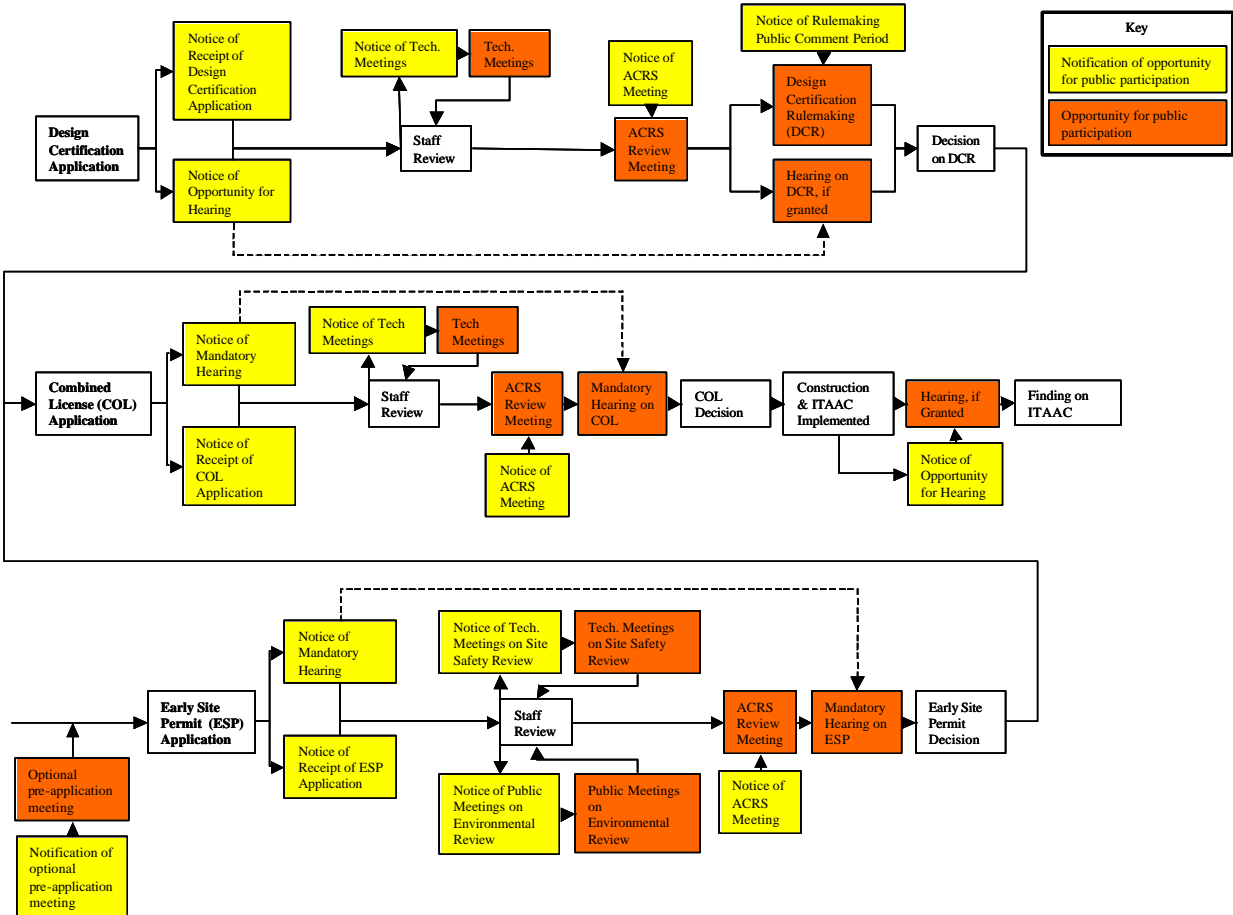 Notice of
Receipt of
Design
Certification
Application
Notice of Tech.
Meetings
Tech.
Meetings
Notice of
ACRS
Meeting
Notice of Rulemaking
Public Comment Period
Key
Notification of opportunity
for public participation
Opportunity for public
participation
Design
Certification
Application
Notice of
Opportunity for
Hearing
Staff
Review
ACRS
Review
Meeting
Design
Certification
Rulemaking
(DCR)
Hearing on
DCR, if
granted
Decision
on DCR
Combined
License (COL)
Application
Notice of
Mandatory
Hearing
Notice of
Receipt of
COL
Application
Notice of Tech
Meetings
Tech
Meetings
Staff
Review
ACRS
Review
Meeting
Notice of
ACRS
Meeting
Mandatory
Hearing on
COL
COL
Decision
Construction
& ITAAC
Implemented
Hearing, if
Granted
Notice of
Opportunity
for Hearing
Finding on
ITAAC
Optional
pre-application
meeting
Notification of
optional
pre-application
meeting
Early Site
Permit (ESP)
Application
Notice of
Mandatory
Hearing
Notice of
Receipt of ESP
Application
Notice of Tech.
Meetings on Site
Safety Review
Tech. Meetings
on Site Safety
Review
Staff
Review
Notice of Public
Meetings on
Environmental
Review
Public Meetings
on
Environmental
Review
ACRS
Review
Meeting
Notice of
ACRS
Meeting
Mandatory
Hearing on
ESP
Early Site
Permit
Decision